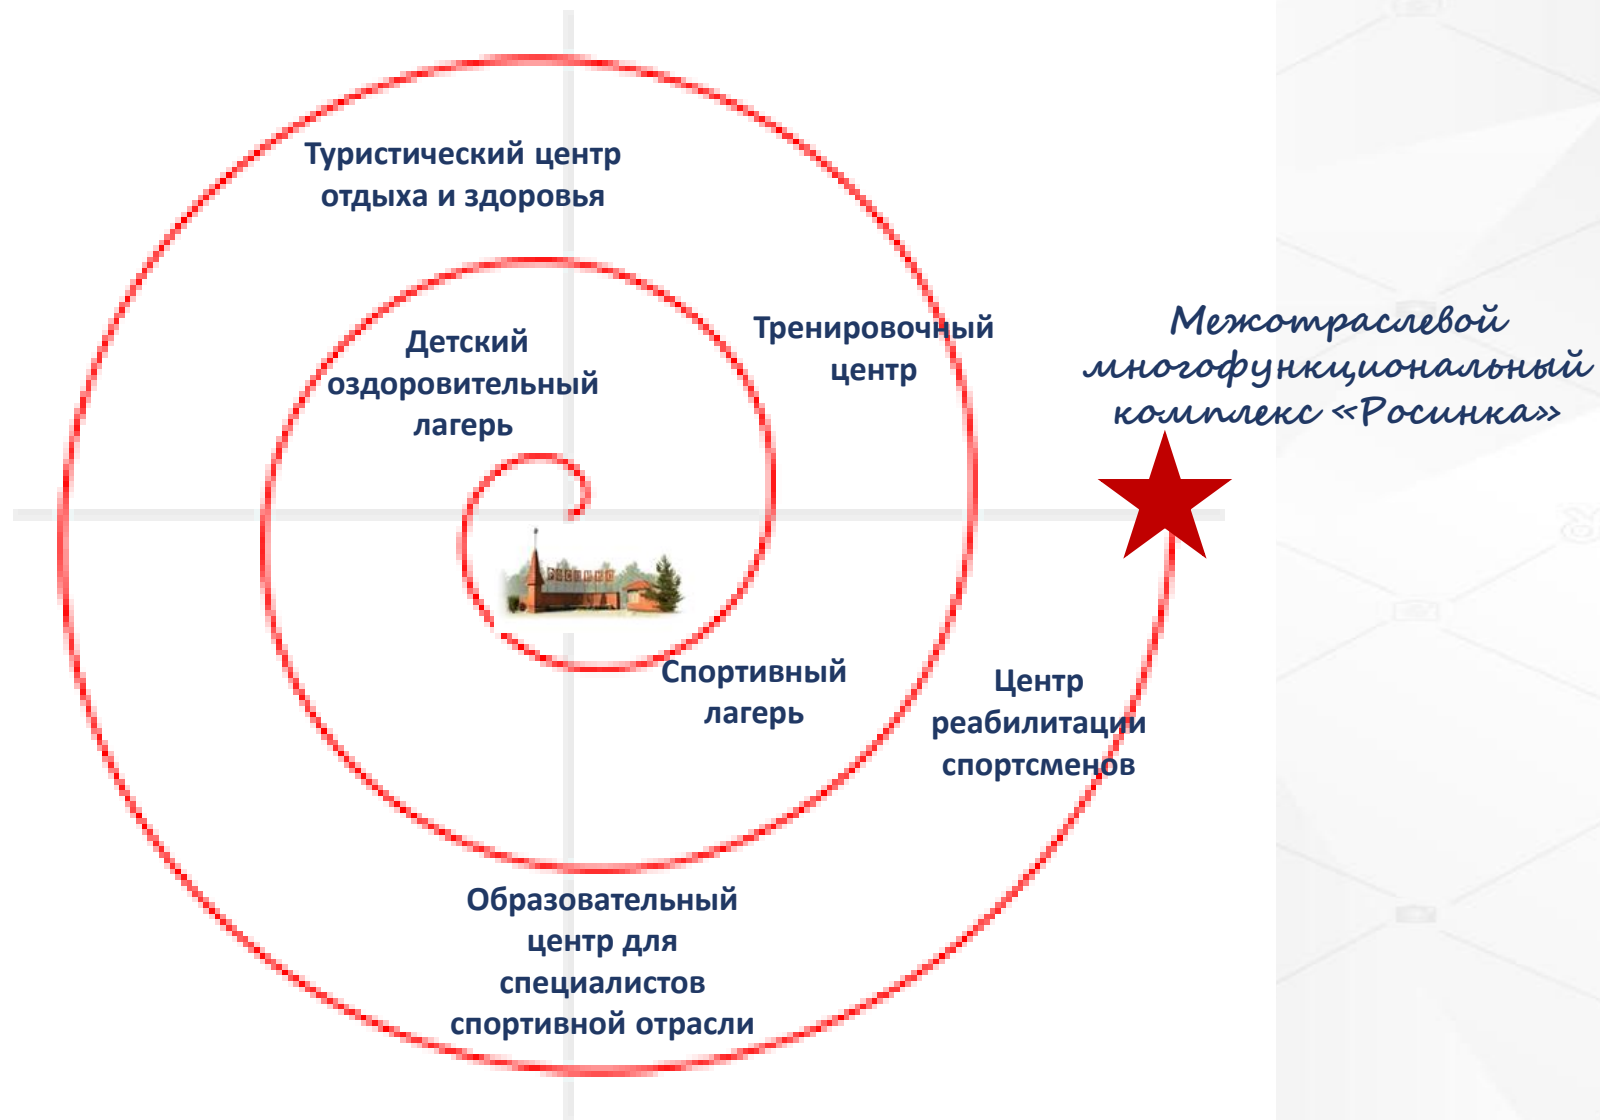 Туристический центр
отдыха и здоровья
Детский
оздоровительный
лагерь
Тренировочный
центр
Межотраслевой
многофункциональный
комплекс «Росинка»
Спортивный
лагерь
Центр
реабилитации
спортсменов
Образовательный
центр для
специалистов
спортивной отрасли